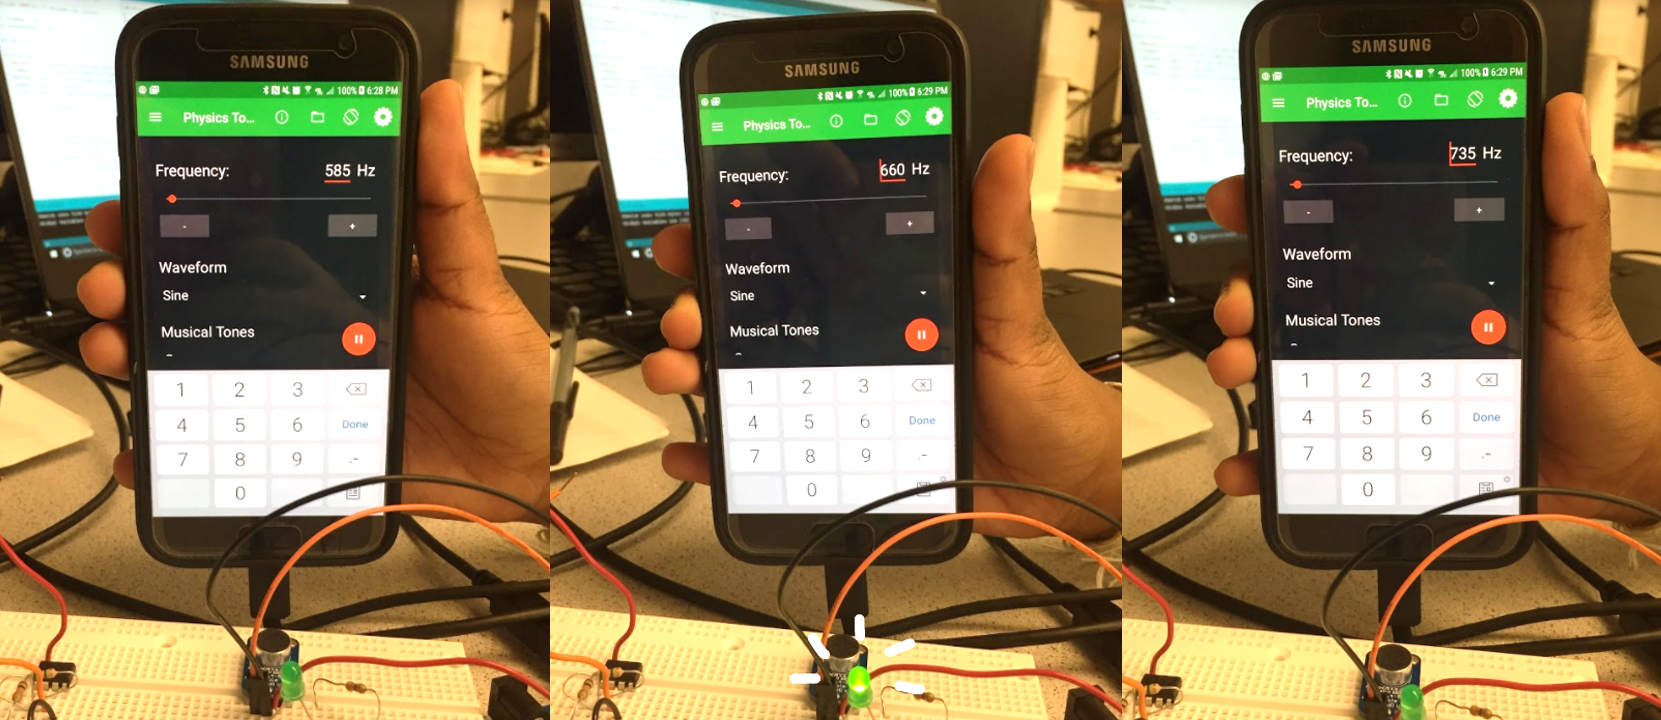 SAMSUNG
100% 6:28 PM
Physics To...
Frequency: 585 Hz
- +
Waveform
Sine
Musical Tones
1 2 3
4 5 6 Done
7 8 9 .-
0
SAMSUNG
100% 6:29 PM
Physics To...
Frequency: 660 Hz
- +
Waveform
Sine
Musical Tones
1 2 3
4 5 6 Done
7 8 9 .-
0
SAMSUNG
100% 6:29 PM
Physics To...
Frequency: 735 Hz
- +
Waveform
Sine
Musical Tones
1 2 3
4 5 6 Done
7 8 9 .-
0